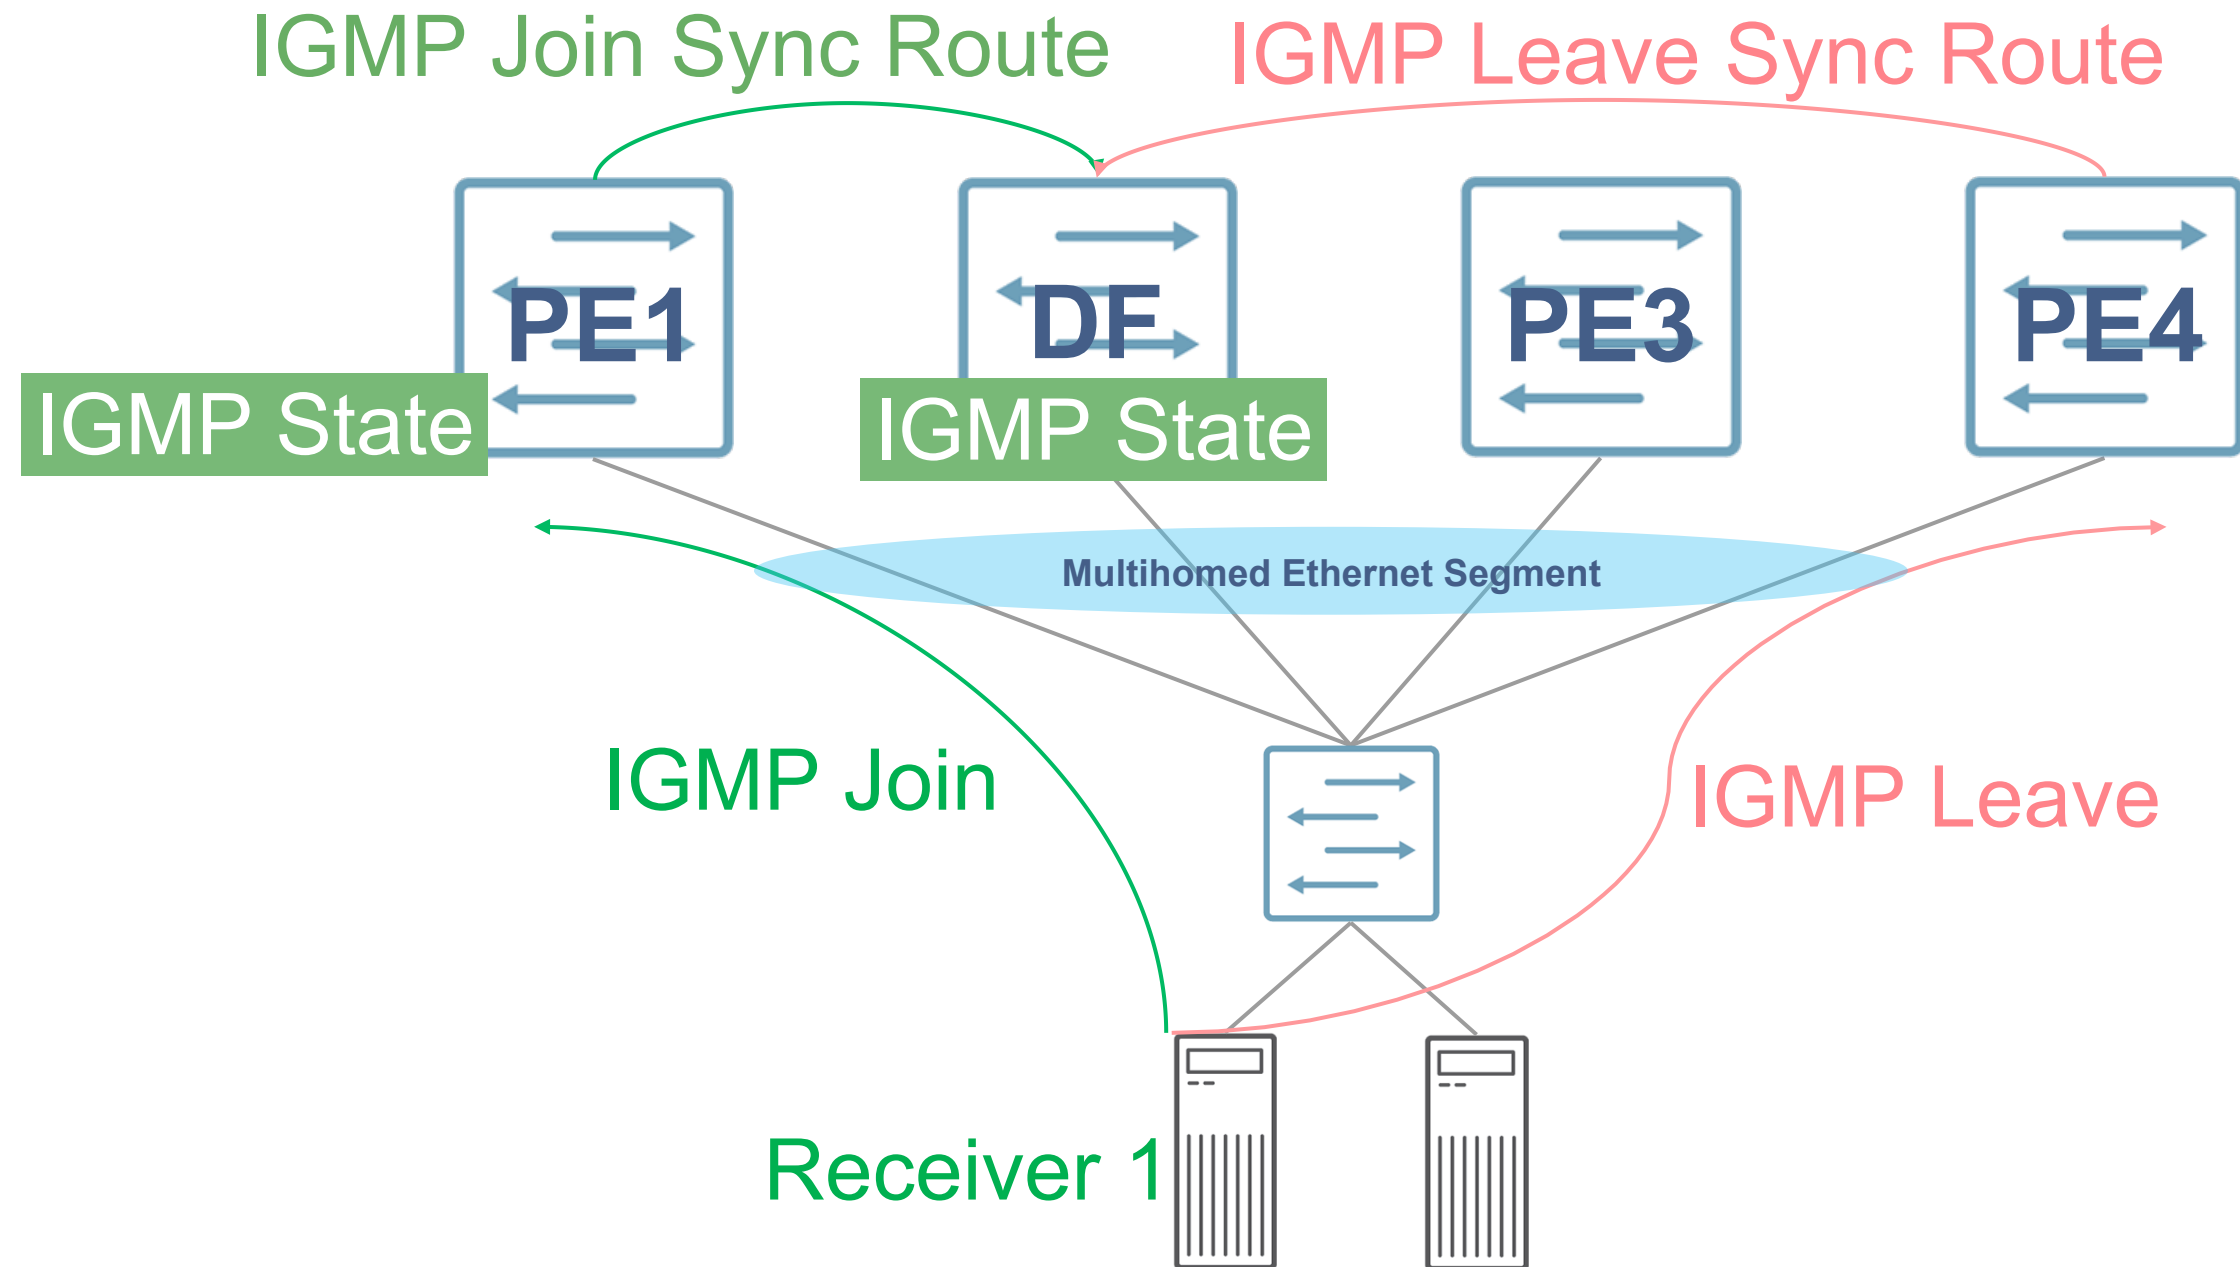 IGMP Join Sync Route
IGMP Leave Sync Route
PE1
DF
PE3
PE4
IGMP State
IGMP State
Multihomed Ethernet Segment
IGMP Join
IGMP Leave
Receiver 1